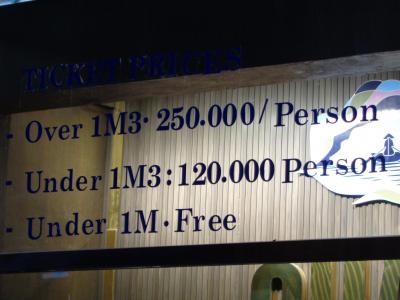 TICKET PRICES
- Over 1M3· 250.000/ Person
- Under 1M3: 120.000 Person
- Under 1M · Free